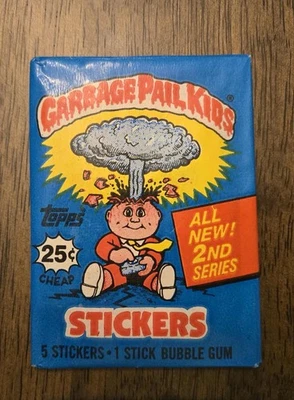 GARBAGE PAIL KIDS®
Topps
25¢
CHEAP
ALL
NEW!
2ND
SERIES
STICKERS
5 STICKERS • 1 STICK BUBBLE GUM